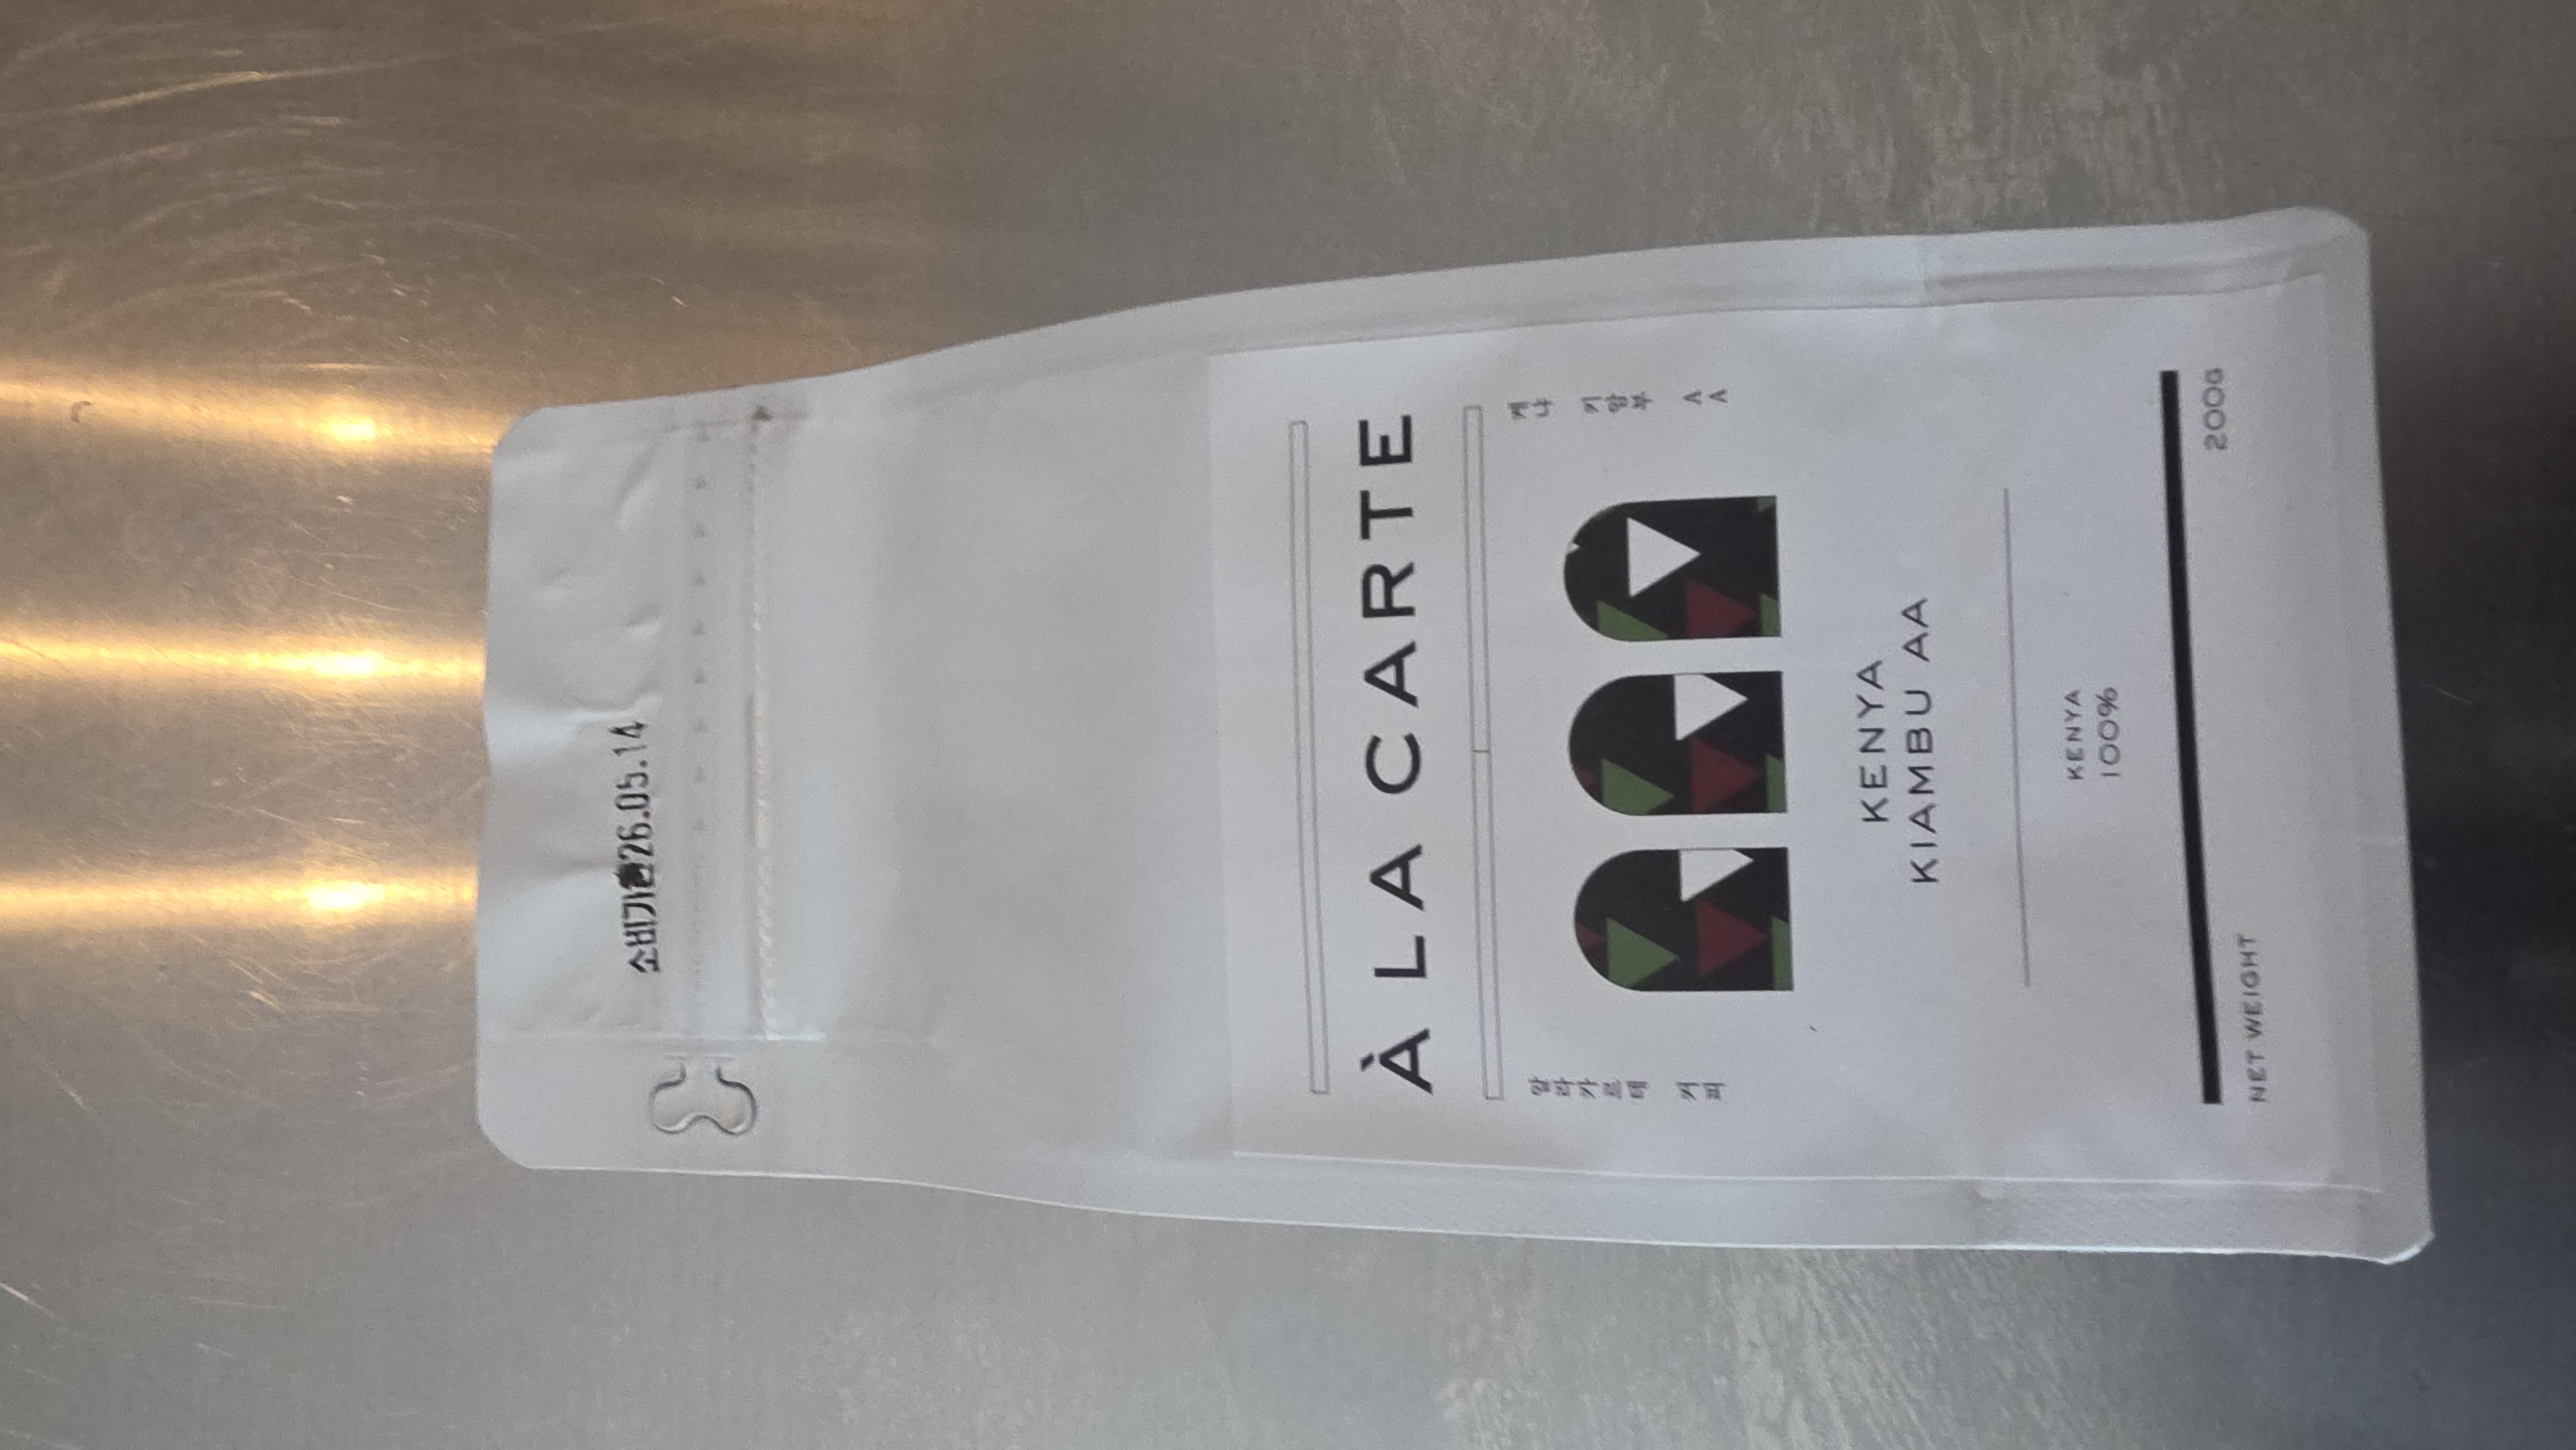 소비기한26.05.14
À LA CARTE
알라카르테 커피
케냐 키암부 AA
KENYA
KIAMBU AA
KENYA
100%
NET WEIGHT 200G